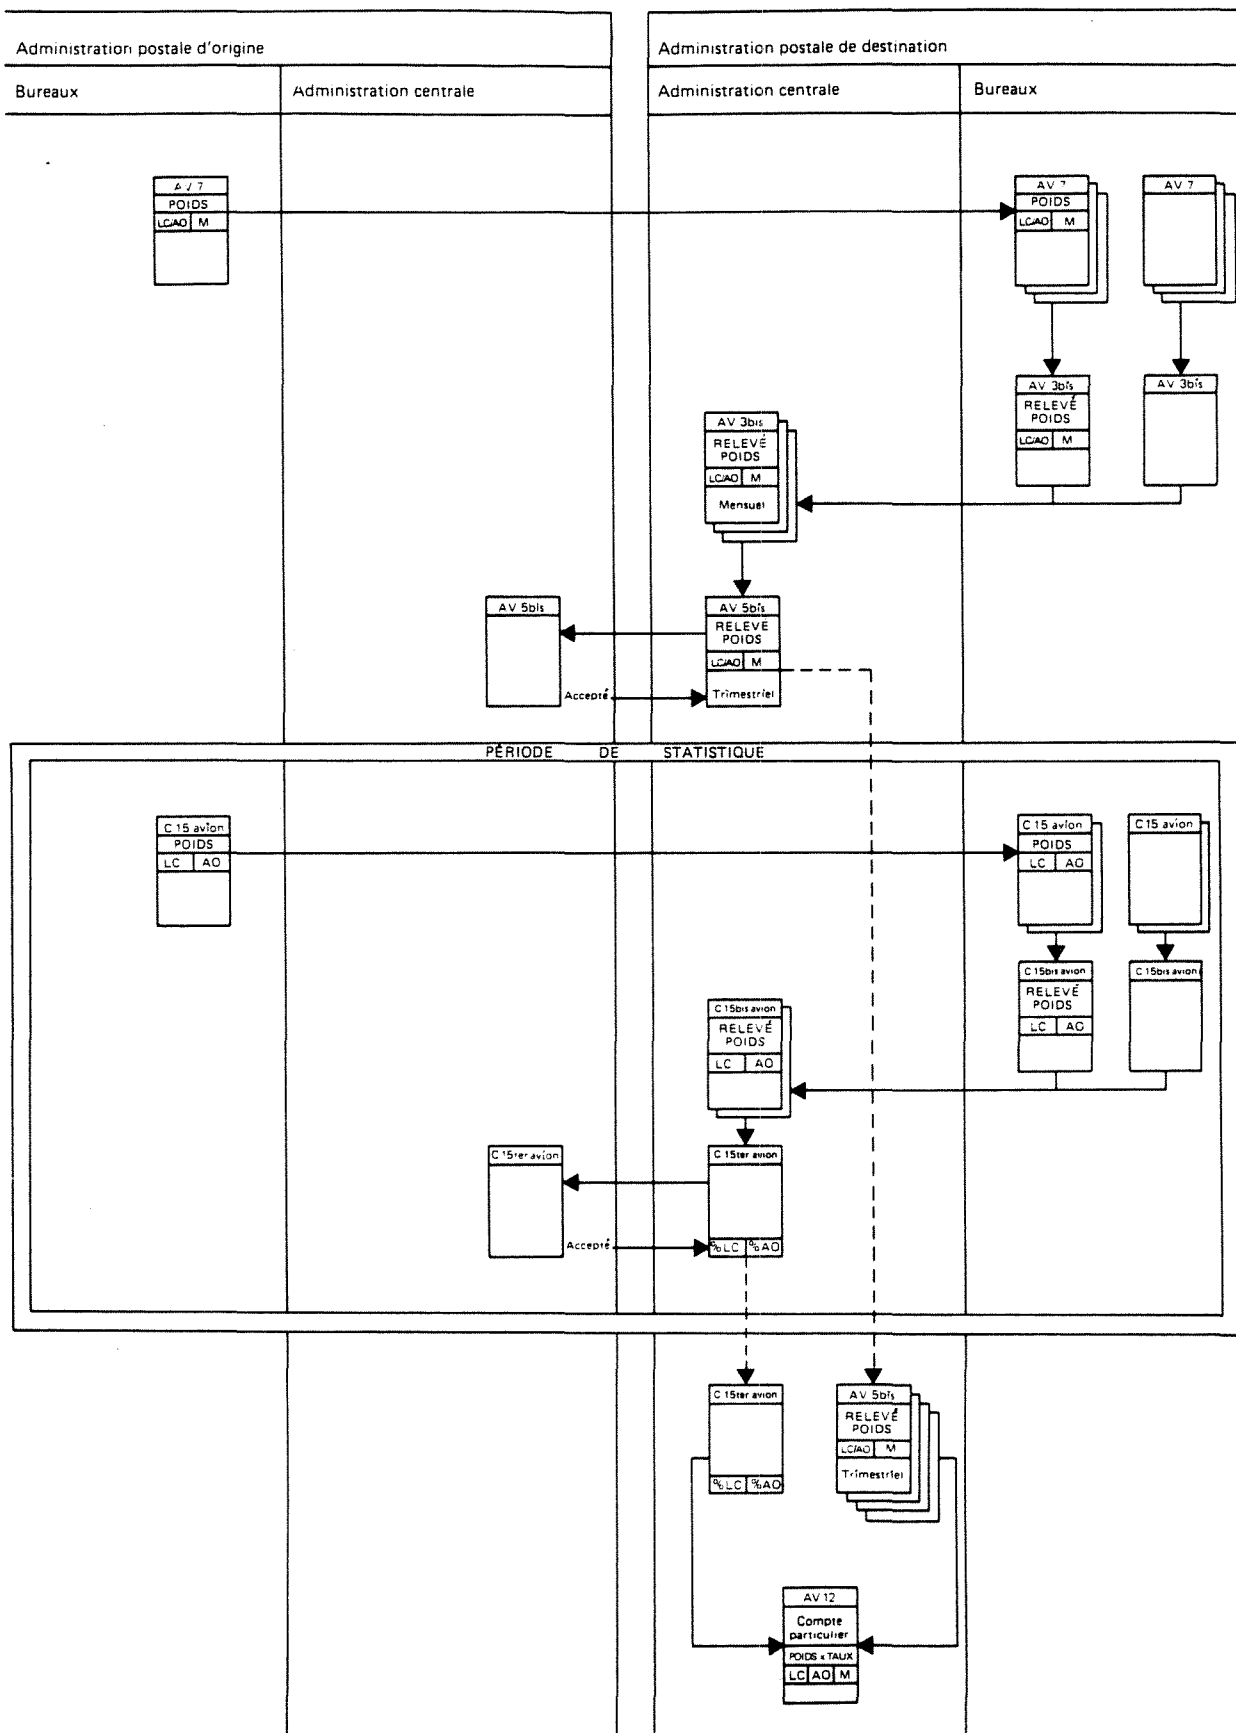 Administration postale d'origine
Administration postale de destination
Bureaux
Administration centrale
Administration centrale
Bureaux
AV 7
POIDS
LC/AO M
AV 7
POIDS
LC/AO M
AV 7
AV 3bis
RELEVÉ
POIDS
LC/AO M
AV 3bis
AV 3bis
RELEVÉ
POIDS
LC/AO M
Mensuel
AV 5bis
AV 5bis
RELEVÉ
POIDS
LC/AO M
Trimestriel
Accepté
PÉRIODE DE STATISTIQUE
C 15 avion
POIDS
LC AO
C 15 avion
POIDS
LC AO
C 15 avion
C 15bis avion
RELEVÉ
POIDS
LC AO
C 15bis avion
C 15bis avion
RELEVÉ
POIDS
LC AO
C 15ter avion
C 15ter avion
Accepté
%LC %AO
C 15ter avion
%LC %AO
AV 5bis
RELEVÉ
POIDS
LC/AO M
Trimestriel
AV 12
Compte
particulier
POIDS x TAUX
LC AO M